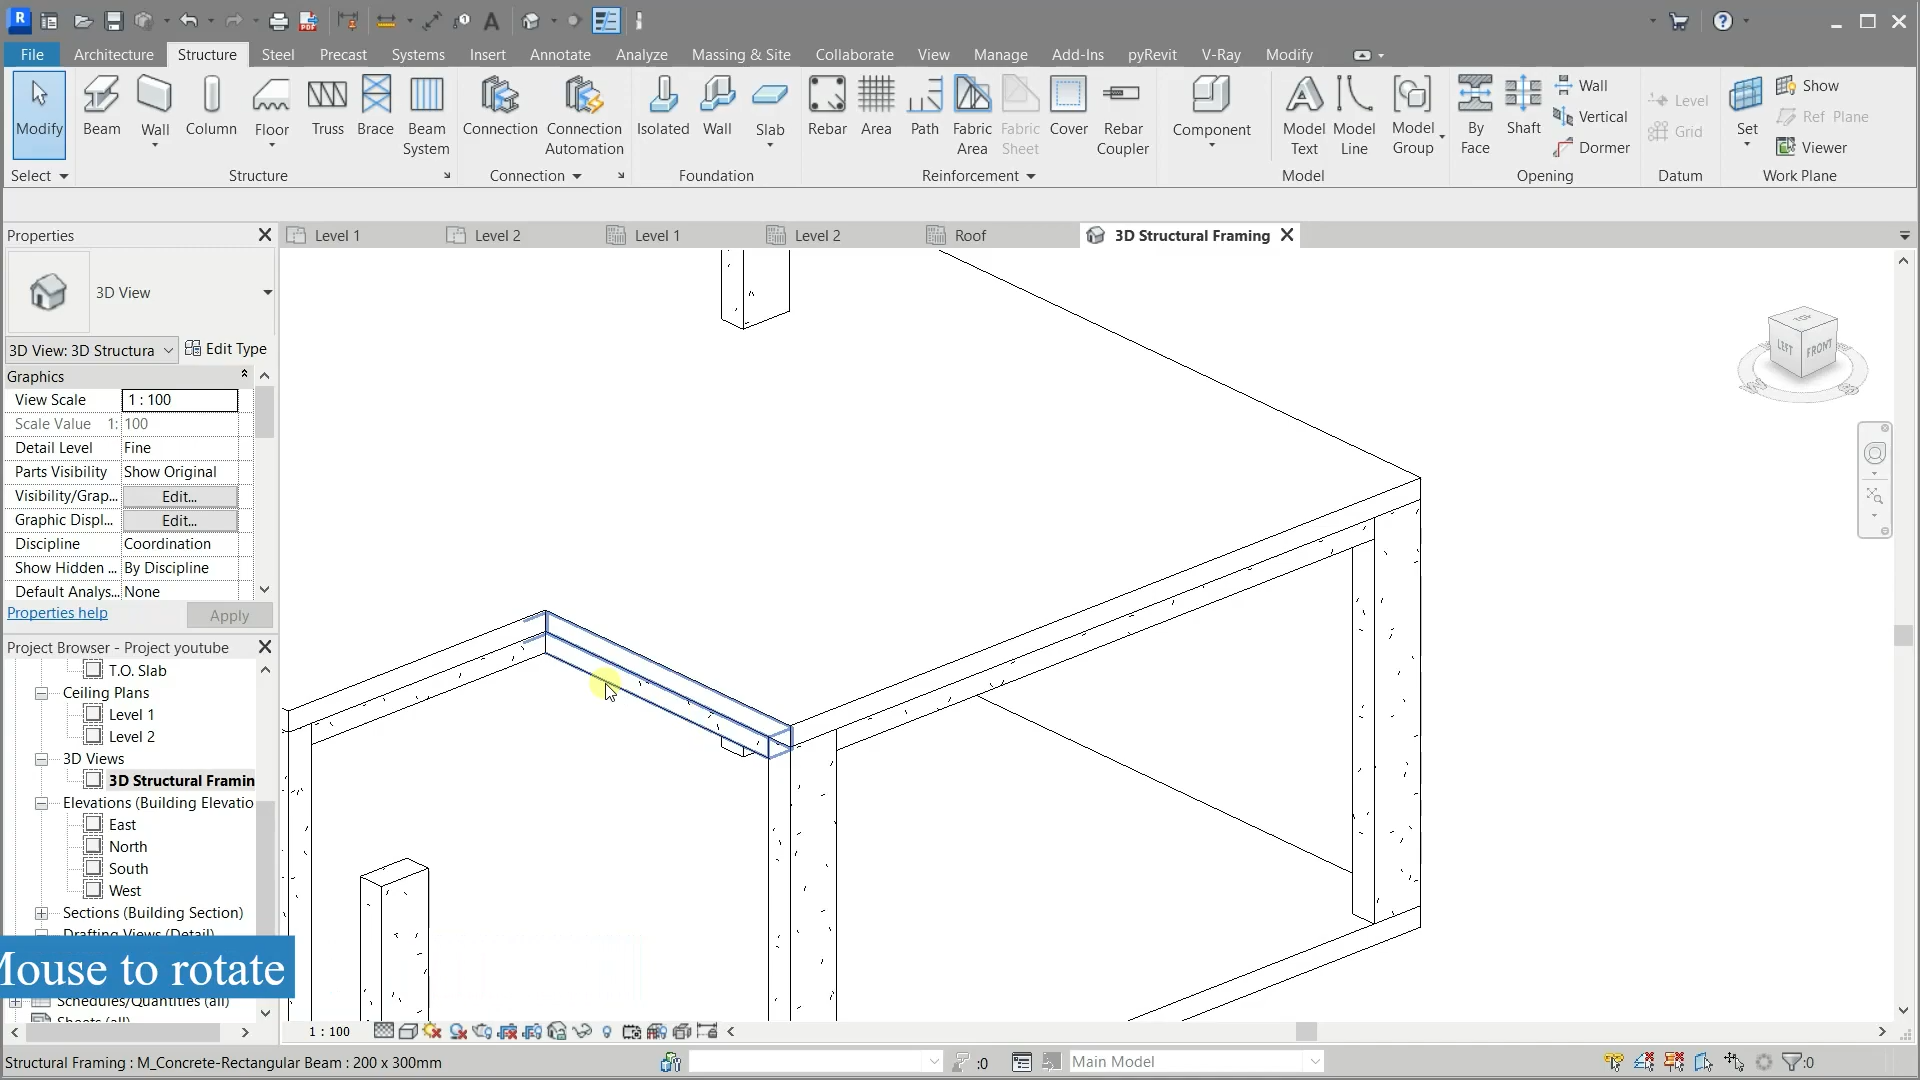 File Architecture Structure Steel Precast Systems Insert Annotate Analyze Massing & Site Collaborate View Manage Add-Ins pyRevit V-Ray Modify
Modify Beam Wall Column Floor Truss Brace Beam System Connection Connection Automation Isolated Wall Slab Rebar Area Path Fabric Area Fabric Sheet Cover Rebar Coupler Component Model Text Model Line Model Group By Face Shaft Wall Vertical Dormer Level Grid Set Show Ref Plane Viewer
Select Structure Connection Foundation Reinforcement Model Opening Datum Work Plane
Properties
Level 1 Level 2 Level 1 Level 2 Roof 3D Structural Framing
3D View
3D View: 3D Structura Edit Type
Graphics
View Scale 1 : 100
Scale Value 1: 100
Detail Level Fine
Parts Visibility Show Original
Visibility/Grap... Edit...
Graphic Displ... Edit...
Discipline Coordination
Show Hidden ... By Discipline
Default Analys... None
Properties help Apply
TOP
LEFT FRONT
Project Browser - Project youtube
T.O. Slab
Ceiling Plans
Level 1
Level 2
3D Views
3D Structural Framin
Elevations (Building Elevatio
East
North
South
West
Sections (Building Section)
Drafting Views (Detail)
Mouse to rotate
Schedules/Quantities (all)
Sheets (all)
1 : 100
Structural Framing : M_Concrete-Rectangular Beam : 200 x 300mm :0 Main Model :0